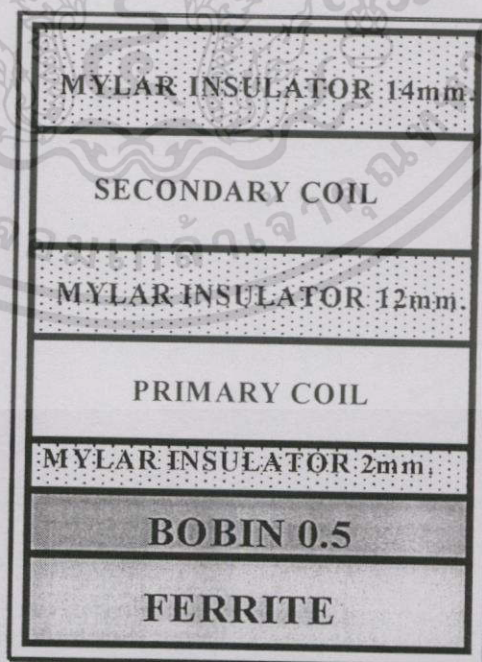 MYLAR INSULATOR 14mm.
SECONDARY COIL
MYLAR INSULATOR 12mm.
PRIMARY COIL
MYLAR INSULATOR 2mm.
BOBIN 0.5
FERRITE